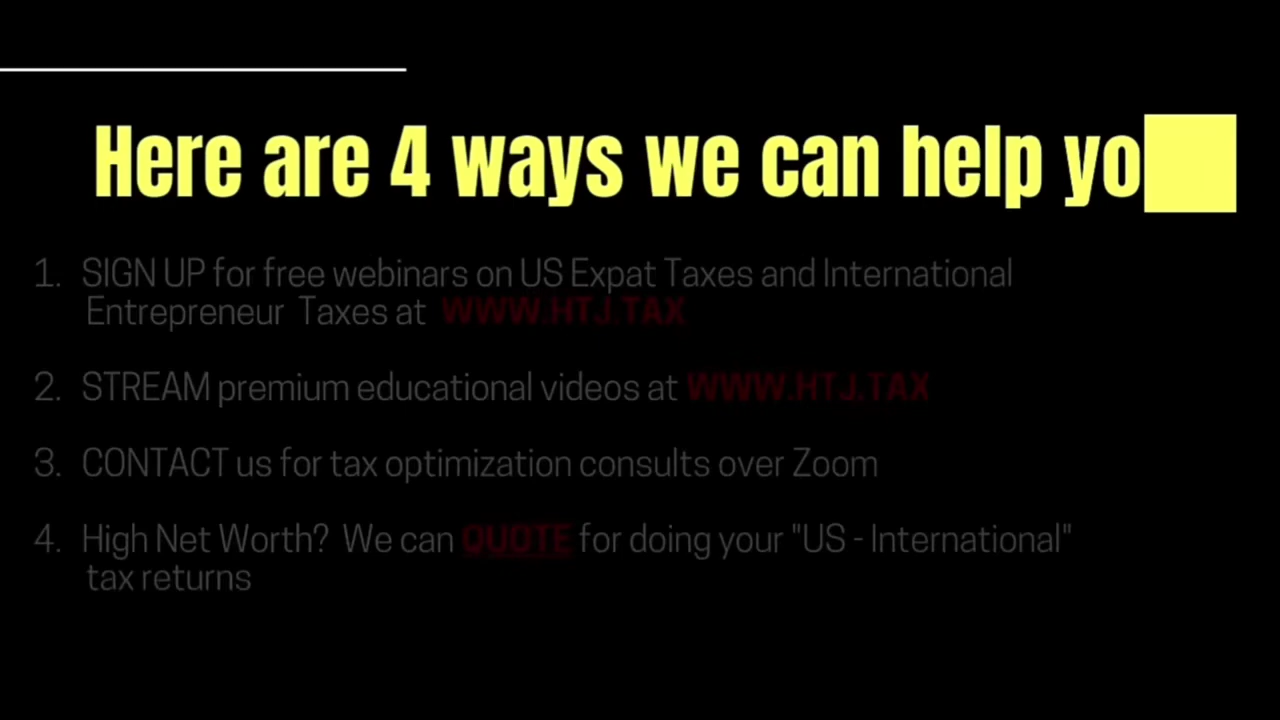 Here are 4 ways we can help yo
1. SIGN UP for free webinars on US Expat Taxes and International
Entrepreneur Taxes at WWW.HTJ.TAX
2. STREAM premium educational videos at WWW.HTJ.TAX
3. CONTACT us for tax optimization consults over Zoom
4. High Net Worth? We can QUOTE for doing your "US - International"
tax returns